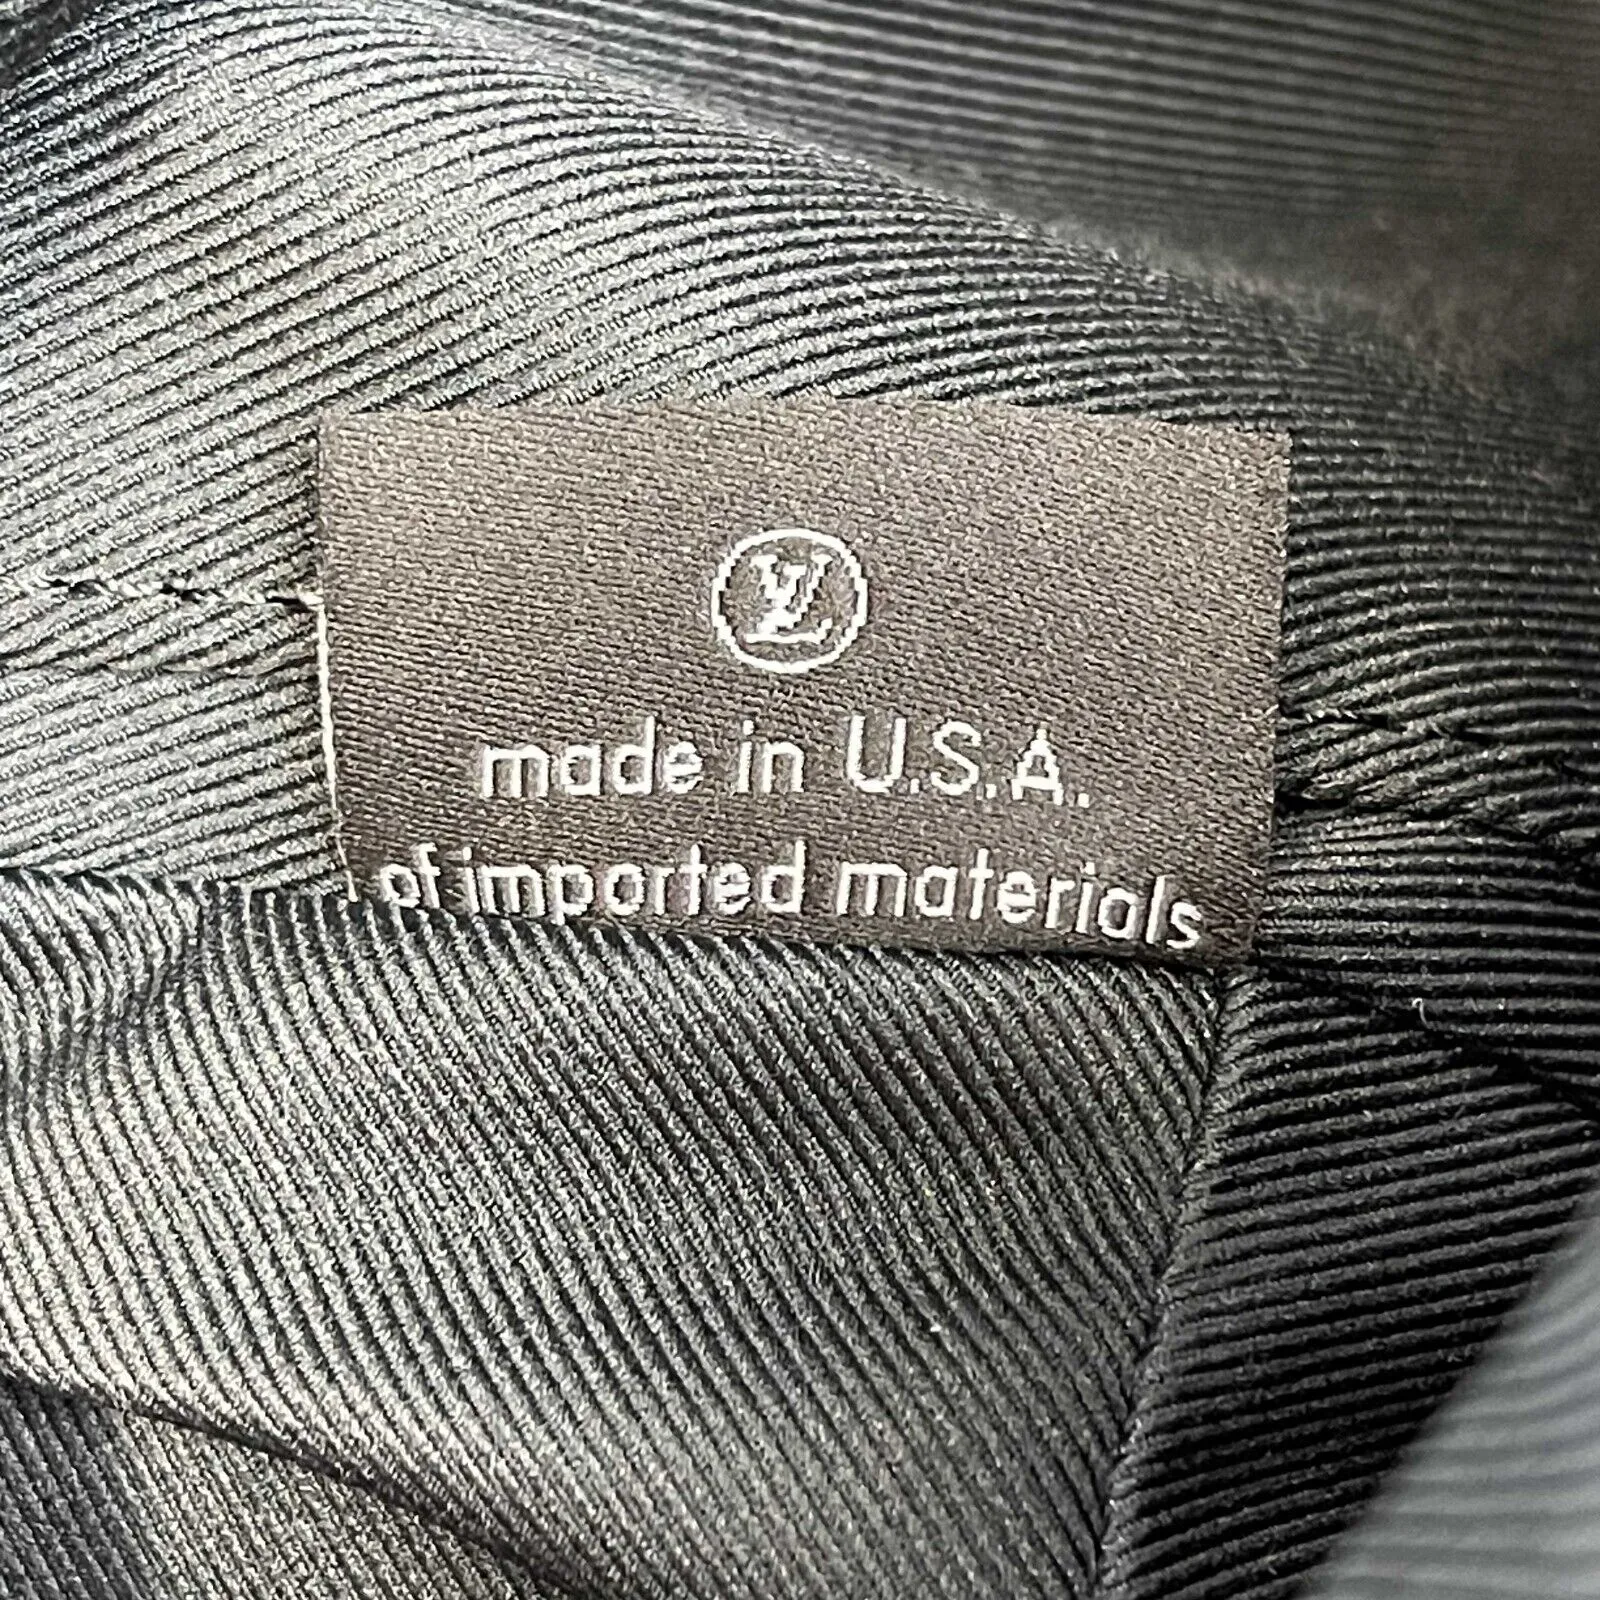 LV
made in U.S.A.
of imported materials